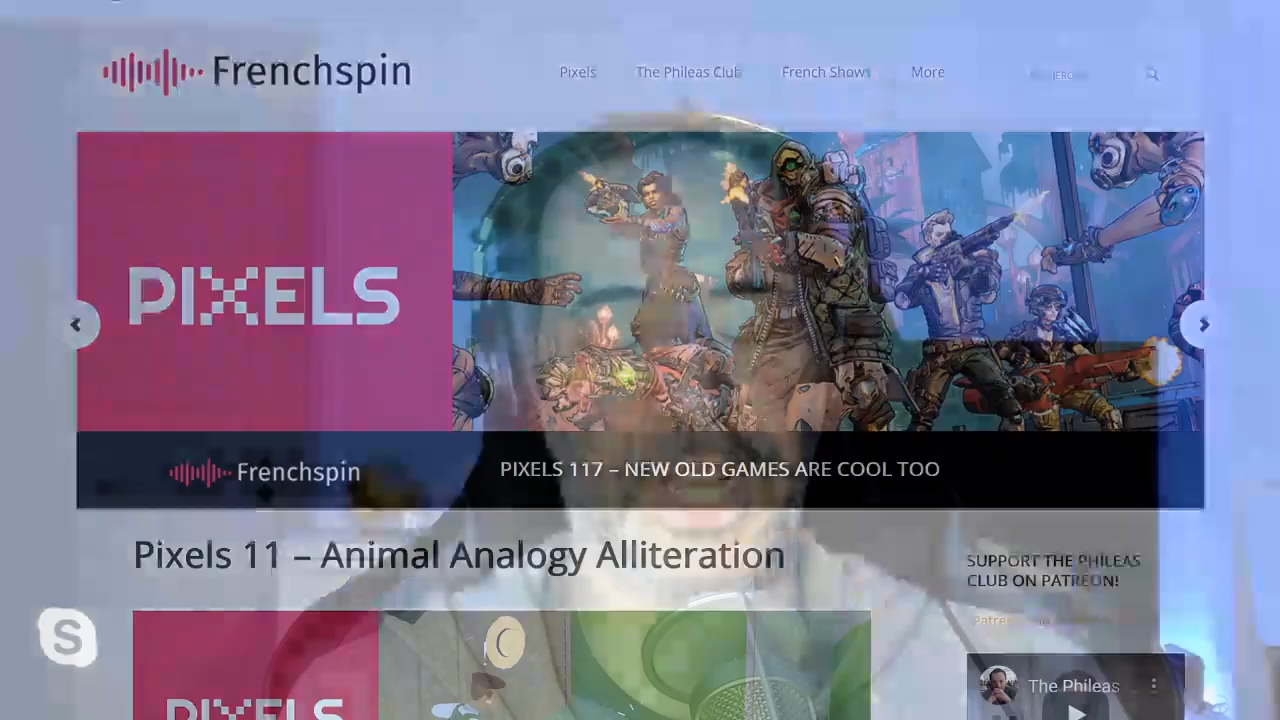 Frenchspin
Pixels The Phileas Club French Shows More
PIXELS
Frenchspin
PIXELS 117 – NEW OLD GAMES ARE COOL TOO
Pixels 11 – Animal Analogy Alliteration
SUPPORT THE PHILEAS
CLUB ON PATREON!
S
The Phileas
PIXELS